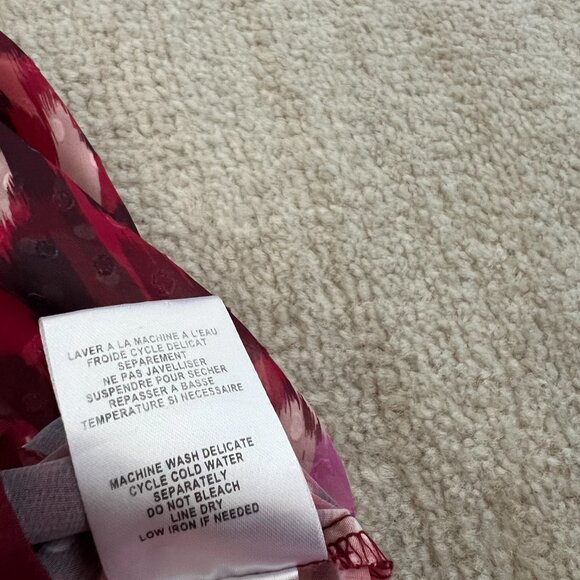 LAVER A LA MACHINE A L'EAU
FROIDE CYCLE DELICAT
SEPAREMENT
NE PAS JAVELLISER
SUSPENDRE POUR SECHER
REPASSER A BASSE
TEMPERATURE SI NECESSAIRE
MACHINE WASH DELICATE
CYCLE COLD WATER
SEPARATELY
DO NOT BLEACH
LINE DRY
LOW IRON IF NEEDED